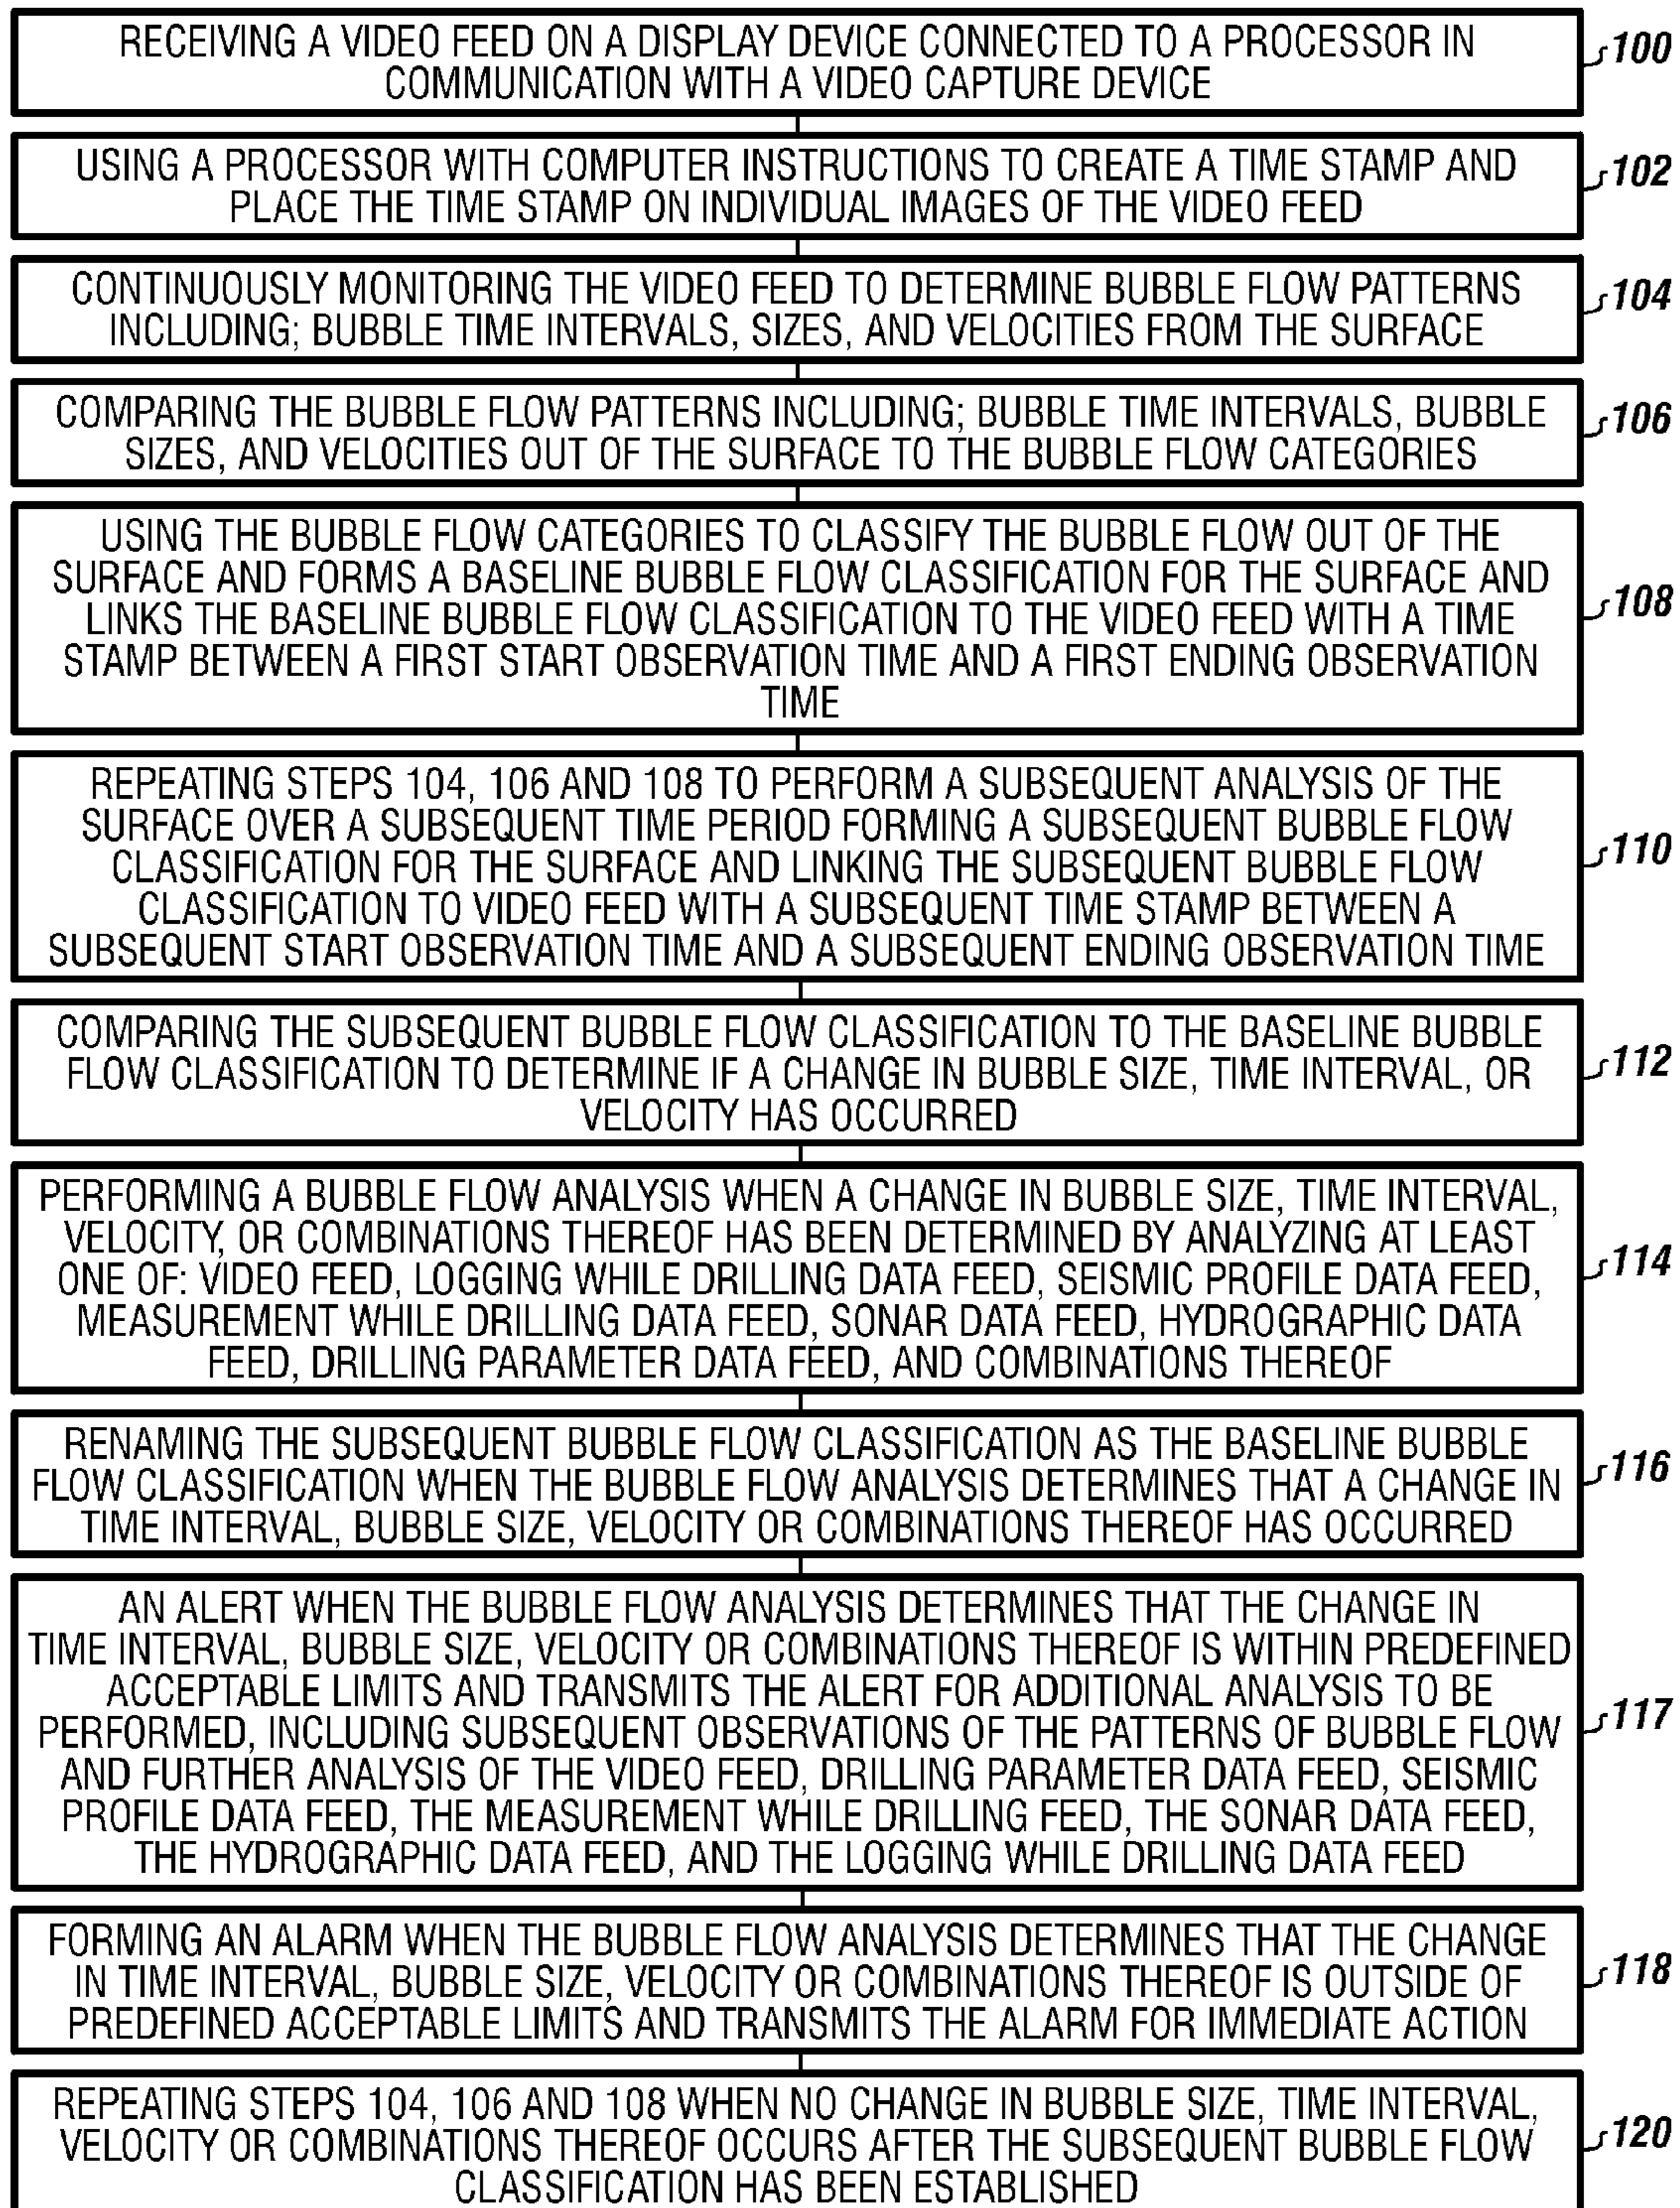 RECEIVING A VIDEO FEED ON A DISPLAY DEVICE CONNECTED TO A PROCESSOR IN
COMMUNICATION WITH A VIDEO CAPTURE DEVICE
100
USING A PROCESSOR WITH COMPUTER INSTRUCTIONS TO CREATE A TIME STAMP AND
PLACE THE TIME STAMP ON INDIVIDUAL IMAGES OF THE VIDEO FEED
102
CONTINUOUSLY MONITORING THE VIDEO FEED TO DETERMINE BUBBLE FLOW PATTERNS
INCLUDING; BUBBLE TIME INTERVALS, SIZES, AND VELOCITIES FROM THE SURFACE
104
COMPARING THE BUBBLE FLOW PATTERNS INCLUDING; BUBBLE TIME INTERVALS, BUBBLE
SIZES, AND VELOCITIES OUT OF THE SURFACE TO THE BUBBLE FLOW CATEGORIES
106
USING THE BUBBLE FLOW CATEGORIES TO CLASSIFY THE BUBBLE FLOW OUT OF THE
SURFACE AND FORMS A BASELINE BUBBLE FLOW CLASSIFICATION FOR THE SURFACE AND
LINKS THE BASELINE BUBBLE FLOW CLASSIFICATION TO THE VIDEO FEED WITH A TIME
STAMP BETWEEN A FIRST START OBSERVATION TIME AND A FIRST ENDING OBSERVATION
TIME
108
REPEATING STEPS 104, 106 AND 108 TO PERFORM A SUBSEQUENT ANALYSIS OF THE
SURFACE OVER A SUBSEQUENT TIME PERIOD FORMING A SUBSEQUENT BUBBLE FLOW
CLASSIFICATION FOR THE SURFACE AND LINKING THE SUBSEQUENT BUBBLE FLOW
CLASSIFICATION TO VIDEO FEED WITH A SUBSEQUENT TIME STAMP BETWEEN A
SUBSEQUENT START OBSERVATION TIME AND A SUBSEQUENT ENDING OBSERVATION TIME
110
COMPARING THE SUBSEQUENT BUBBLE FLOW CLASSIFICATION TO THE BASELINE BUBBLE
FLOW CLASSIFICATION TO DETERMINE IF A CHANGE IN BUBBLE SIZE, TIME INTERVAL, OR
VELOCITY HAS OCCURRED
112
PERFORMING A BUBBLE FLOW ANALYSIS WHEN A CHANGE IN BUBBLE SIZE, TIME INTERVAL,
VELOCITY, OR COMBINATIONS THEREOF HAS BEEN DETERMINED BY ANALYZING AT LEAST
ONE OF: VIDEO FEED, LOGGING WHILE DRILLING DATA FEED, SEISMIC PROFILE DATA FEED,
MEASUREMENT WHILE DRILLING DATA FEED, SONAR DATA FEED, HYDROGRAPHIC DATA
FEED, DRILLING PARAMETER DATA FEED, AND COMBINATIONS THEREOF
114
RENAMING THE SUBSEQUENT BUBBLE FLOW CLASSIFICATION AS THE BASELINE BUBBLE
FLOW CLASSIFICATION WHEN THE BUBBLE FLOW ANALYSIS DETERMINES THAT A CHANGE IN
TIME INTERVAL, BUBBLE SIZE, VELOCITY OR COMBINATIONS THEREOF HAS OCCURRED
116
AN ALERT WHEN THE BUBBLE FLOW ANALYSIS DETERMINES THAT THE CHANGE IN
TIME INTERVAL, BUBBLE SIZE, VELOCITY OR COMBINATIONS THEREOF IS WITHIN PREDEFINED
ACCEPTABLE LIMITS AND TRANSMITS THE ALERT FOR ADDITIONAL ANALYSIS TO BE
PERFORMED, INCLUDING SUBSEQUENT OBSERVATIONS OF THE PATTERNS OF BUBBLE FLOW
AND FURTHER ANALYSIS OF THE VIDEO FEED, DRILLING PARAMETER DATA FEED, SEISMIC
PROFILE DATA FEED, THE MEASUREMENT WHILE DRILLING FEED, THE SONAR DATA FEED,
THE HYDROGRAPHIC DATA FEED, AND THE LOGGING WHILE DRILLING DATA FEED
117
FORMING AN ALARM WHEN THE BUBBLE FLOW ANALYSIS DETERMINES THAT THE CHANGE
IN TIME INTERVAL, BUBBLE SIZE, VELOCITY OR COMBINATIONS THEREOF IS OUTSIDE OF
PREDEFINED ACCEPTABLE LIMITS AND TRANSMITS THE ALARM FOR IMMEDIATE ACTION
118
REPEATING STEPS 104, 106 AND 108 WHEN NO CHANGE IN BUBBLE SIZE, TIME INTERVAL,
VELOCITY OR COMBINATIONS THEREOF OCCURS AFTER THE SUBSEQUENT BUBBLE FLOW
CLASSIFICATION HAS BEEN ESTABLISHED
120